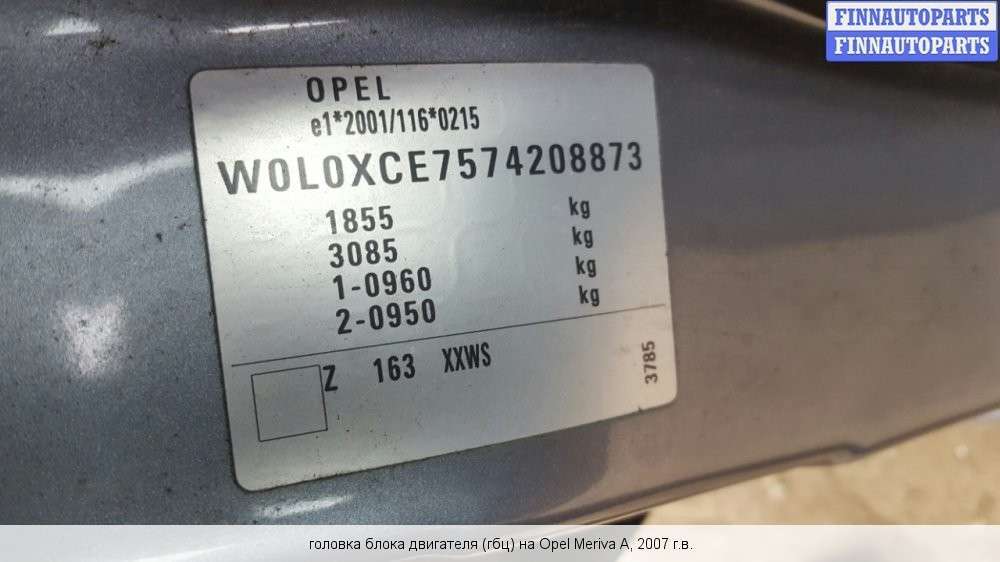 FINNAUTOPARTS
FINNAUTOPARTS
OPEL
e1*2001/116*0215
W0L0XCE7574208873
1855 kg
3085 kg
1-0960 kg
2-0950 kg
Z 163 XXWS
3785
головка блока двигателя (гбц) на Opel Meriva A, 2007 г.в.